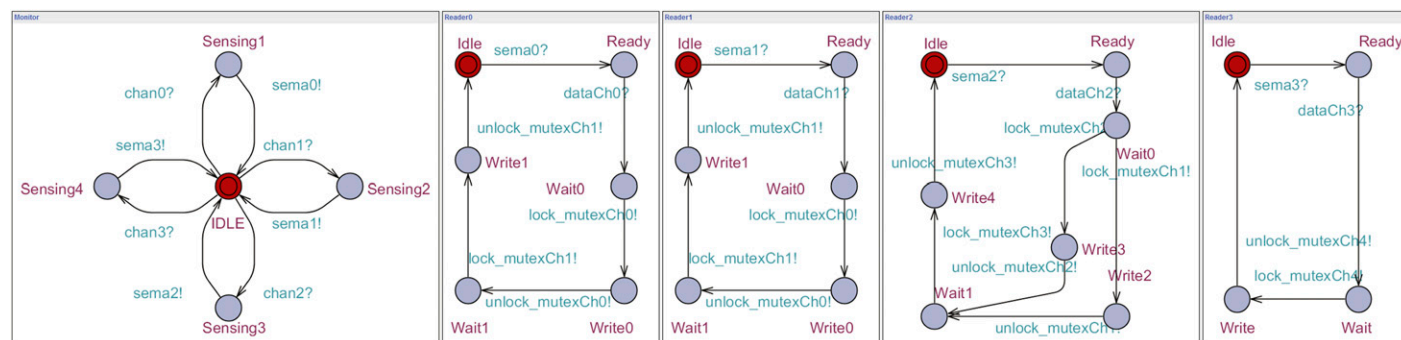 Monitor
Sensing1
chan0?
sema0!
sema3!
chan1?
Sensing4
Sensing2
IDLE
chan3?
sema1!
sema2!
chan2?
Sensing3
Reader0
Idle
sema0?
Ready
dataCh0?
unlock_mutexCh1!
Write1
Wait0
lock_mutexCh0!
lock_mutexCh1!
unlock_mutexCh0!
Wait1
Write0
Reader1
Idle
sema1?
Ready
dataCh1?
unlock_mutexCh1!
Write1
Wait0
lock_mutexCh0!
lock_mutexCh1!
unlock_mutexCh0!
Wait1
Write0
Reader2
Idle
Ready
sema2?
dataCh2?
Wait0
unlock_mutexCh3!
lock_mutexCh1!
Write4
lock_mutexCh3!
Write3
unlock_mutexCh2!
Write2
Wait1
Reader3
Idle
Ready
sema3?
dataCh3?
unlock_mutexCh4!
lock_mutexCh4!
Write
Wait